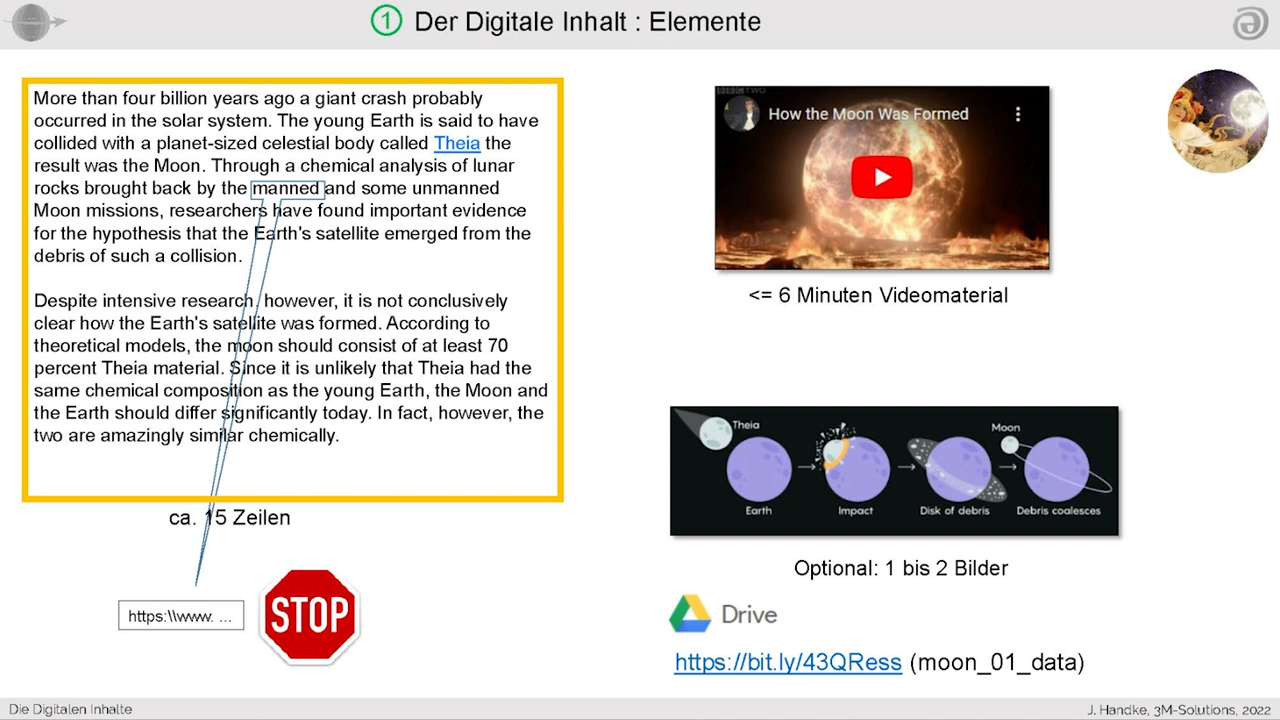 1 Der Digitale Inhalt : Elemente
More than four billion years ago a giant crash probably
occurred in the solar system. The young Earth is said to have
collided with a planet-sized celestial body called Theia the
result was the Moon. Through a chemical analysis of lunar
rocks brought back by the manned and some unmanned
Moon missions, researchers have found important evidence
for the hypothesis that the Earth's satellite emerged from the
debris of such a collision.
Despite intensive research, however, it is not conclusively
clear how the Earth's satellite was formed. According to
theoretical models, the moon should consist of at least 70
percent Theia material. Since it is unlikely that Theia had the
same chemical composition as the young Earth, the Moon and
the Earth should differ significantly today. In fact, however, the
two are amazingly similar chemically.
ca. 15 Zeilen
https:\\www. ...
STOP
BBC TWO
How the Moon Was Formed
<= 6 Minuten Videomaterial
Theia
Moon
Earth
Impact
Disk of debris
Debris coalesces
Optional: 1 bis 2 Bilder
Drive
https://bit.ly/43QRess (moon_01_data)
Die Digitalen Inhalte
J. Handke, 3M-Solutions, 2022